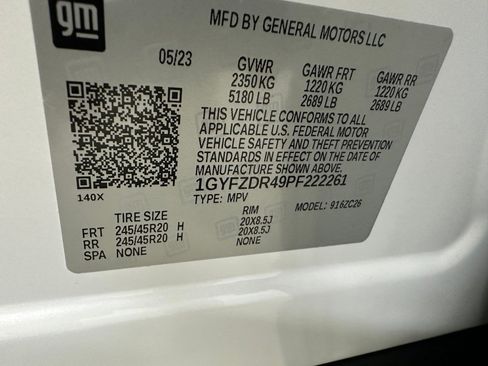 gm
MFD BY GENERAL MOTORS LLC
05/23 GVWR GAWR FRT GAWR RR
2350 KG 1220 KG 1220 KG
5180 LB 2689 LB 2689 LB
THIS VEHICLE CONFORMS TO ALL
APPLICABLE U.S. FEDERAL MOTOR
VEHICLE SAFETY AND THEFT PREVENTION
STANDARDS IN EFFECT ON THE DATE OF
MANUFACTURE SHOWN ABOVE.
1GYFZDR49PF222261
140X TYPE: MPV MODEL: 916ZC26
TIRE SIZE RIM
FRT 245/45R20 H 20X8.5J
RR 245/45R20 H 20X8.5J
SPA NONE NONE